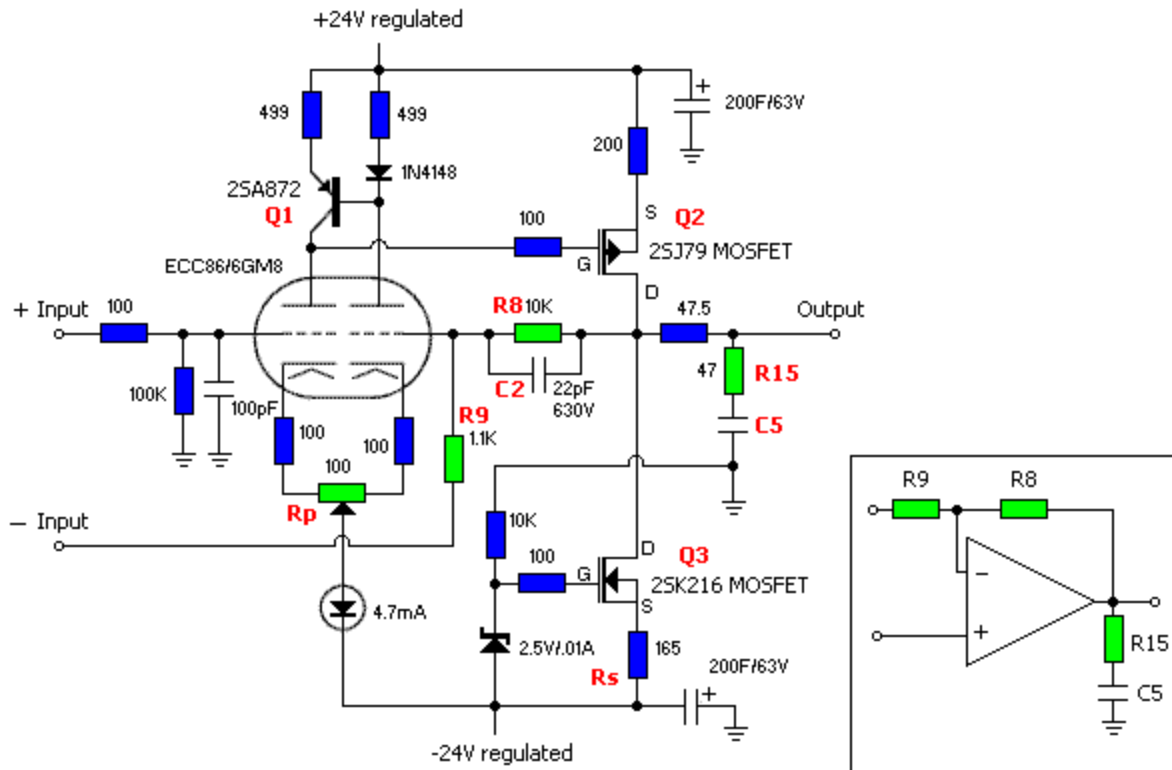 +24V regulated
499
499
200F/63V
+
200
1N4148
2SA872
Q1
S
Q2
100
2SJ79 MOSFET
G
ECC86/6GM8
D
+ Input
100
R8
10K
47.5
Output
100K
100pF
C2
22pF
630V
47
R15
R9
1.1K
C5
100
100
100
Rp
R9
R8
− Input
10K
D
Q3
100
G
2SK216 MOSFET
S
−
+
4.7mA
2.5V/.01A
Rs
165
200F/63V
+
R15
C5
-24V regulated